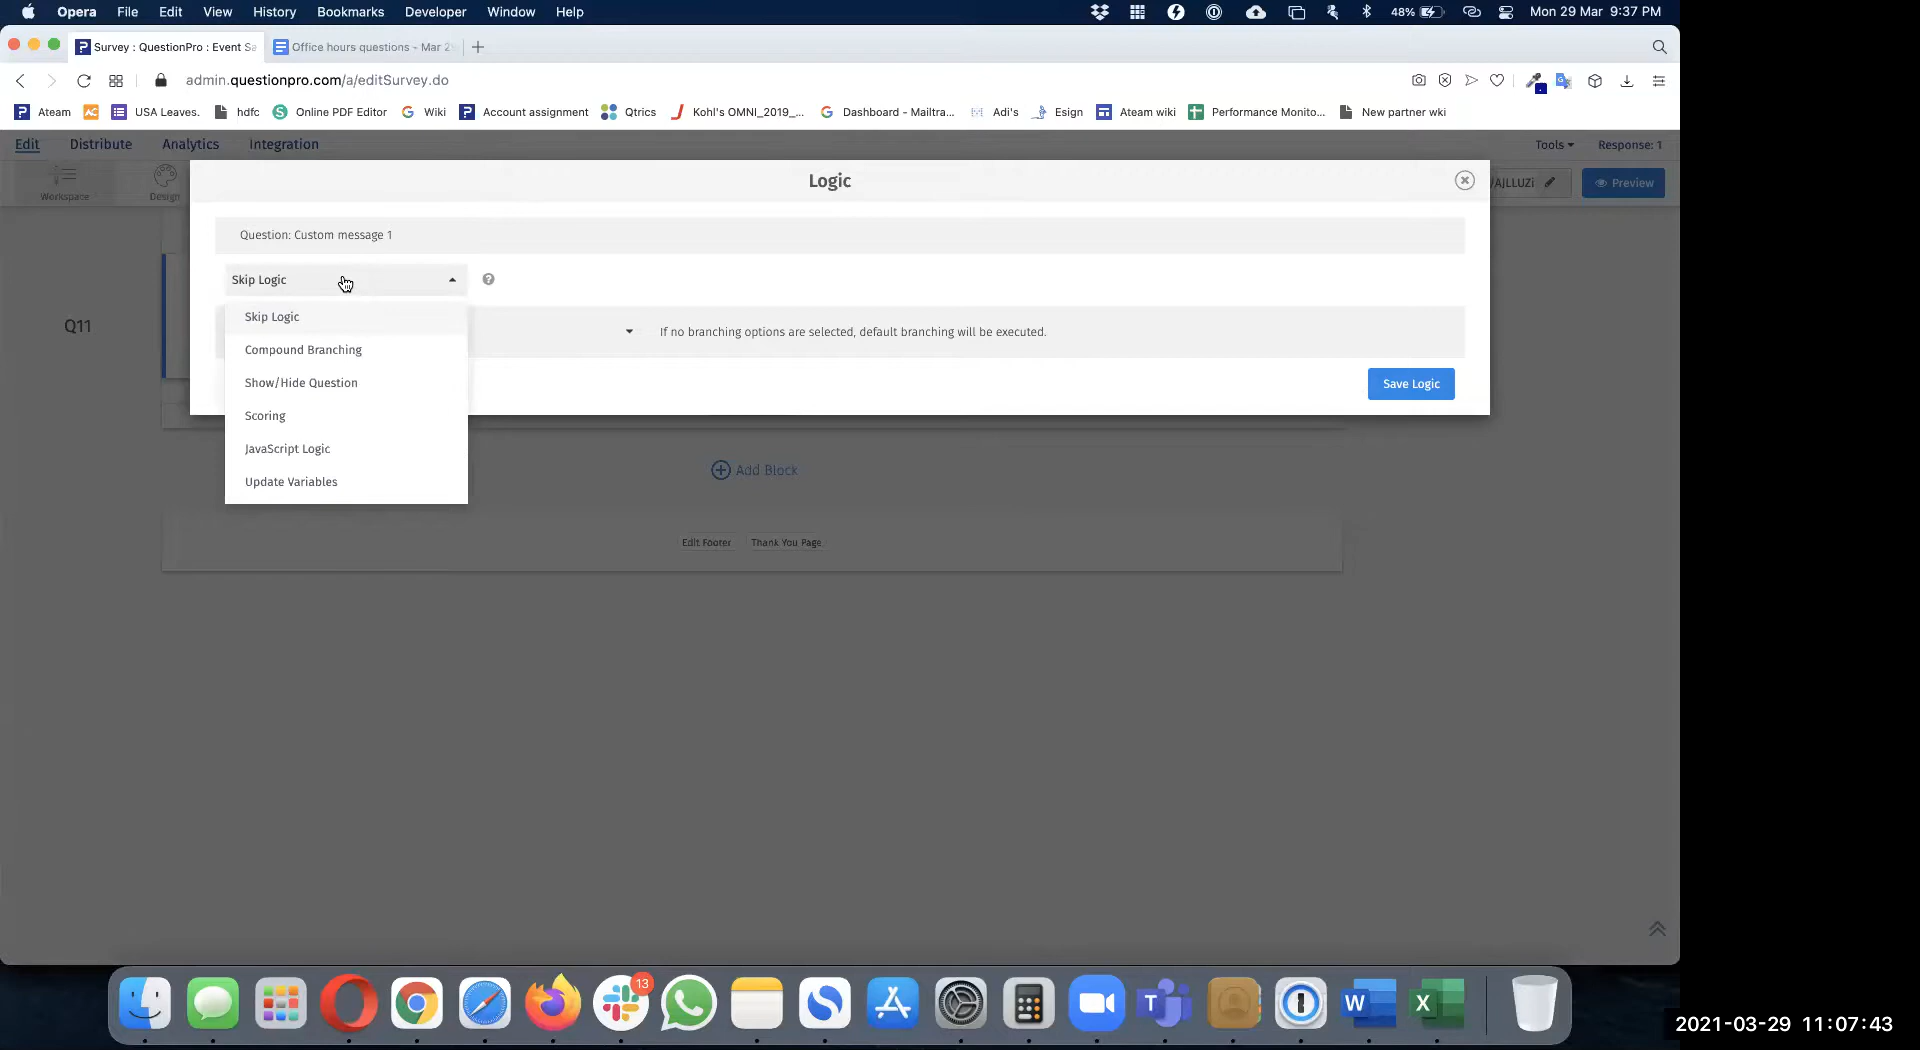 Opera File Edit View History Bookmarks Developer Window Help 48% Mon 29 Mar 9:37 PM
Survey : QuestionPro : Event Sa Office hours questions - Mar 2
admin.questionpro.com/a/editSurvey.do
Ateam USA Leaves. hdfc Online PDF Editor Wiki Account assignment Qtrics Kohl's OMNI_2019_... Dashboard - Mailtra... Adi's Esign Ateam wiki Performance Monito... New partner wki
Edit Distribute Analytics Integration Tools Response: 1
Workspace Design /AJLLUZi Preview
Logic
Question: Custom message 1
Skip Logic
Q11
Skip Logic
If no branching options are selected, default branching will be executed.
Compound Branching
Show/Hide Question
Save Logic
Scoring
JavaScript Logic
Update Variables
Add Block
Edit Footer Thank You Page
13
2021-03-29 11:07:43